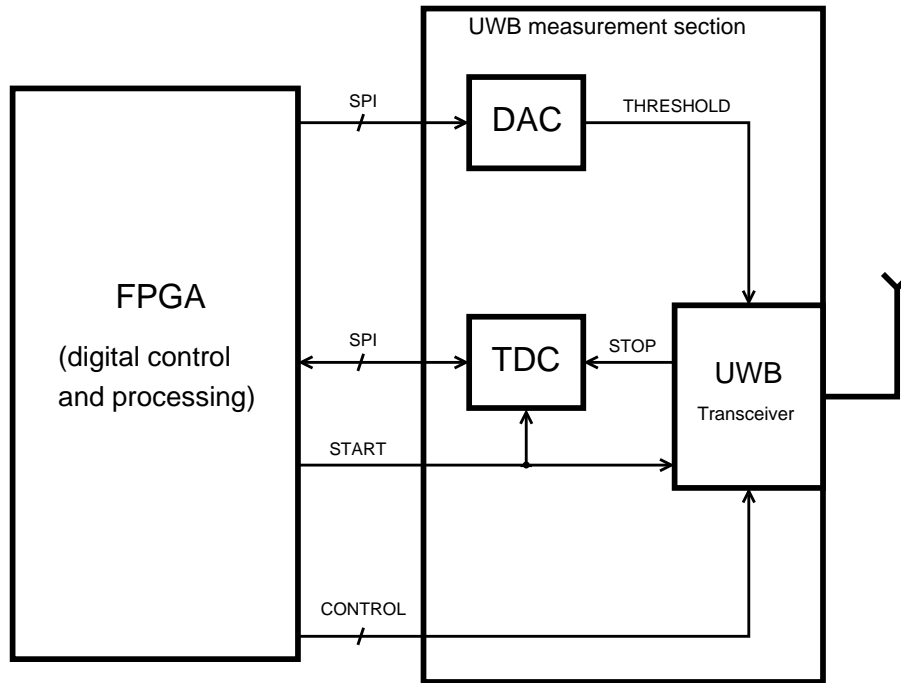 UWB measurement section
SPI
DAC
THRESHOLD
FPGA
(digital control
and processing)
SPI
TDC
STOP
UWB
Transceiver
START
CONTROL